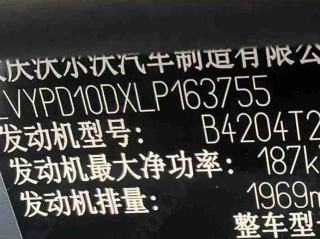 庆沃尔沃汽车制造有限公
LVYPD10DXLP163755
发动机型号: B4204T2
发动机最大净功率: 187k
发动机排量: 1969m
整车型